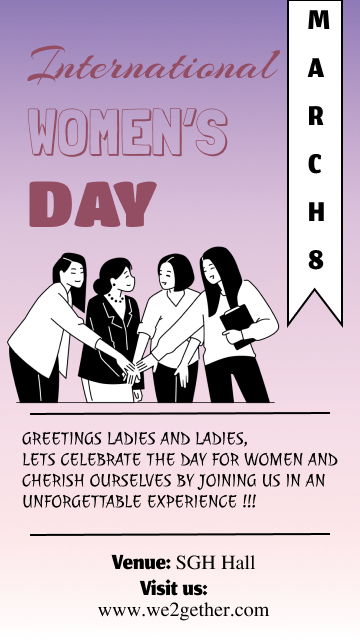 International
WOMEN'S
DAY
MARCH 8
GREETINGS LADIES AND LADIES,
LETS CELEBRATE THE DAY FOR WOMEN AND
CHERISH OURSELVES BY JOINING US IN AN
UNFORGETTABLE EXPERIENCE !!!
Venue: SGH Hall
Visit us:
www.we2gether.com